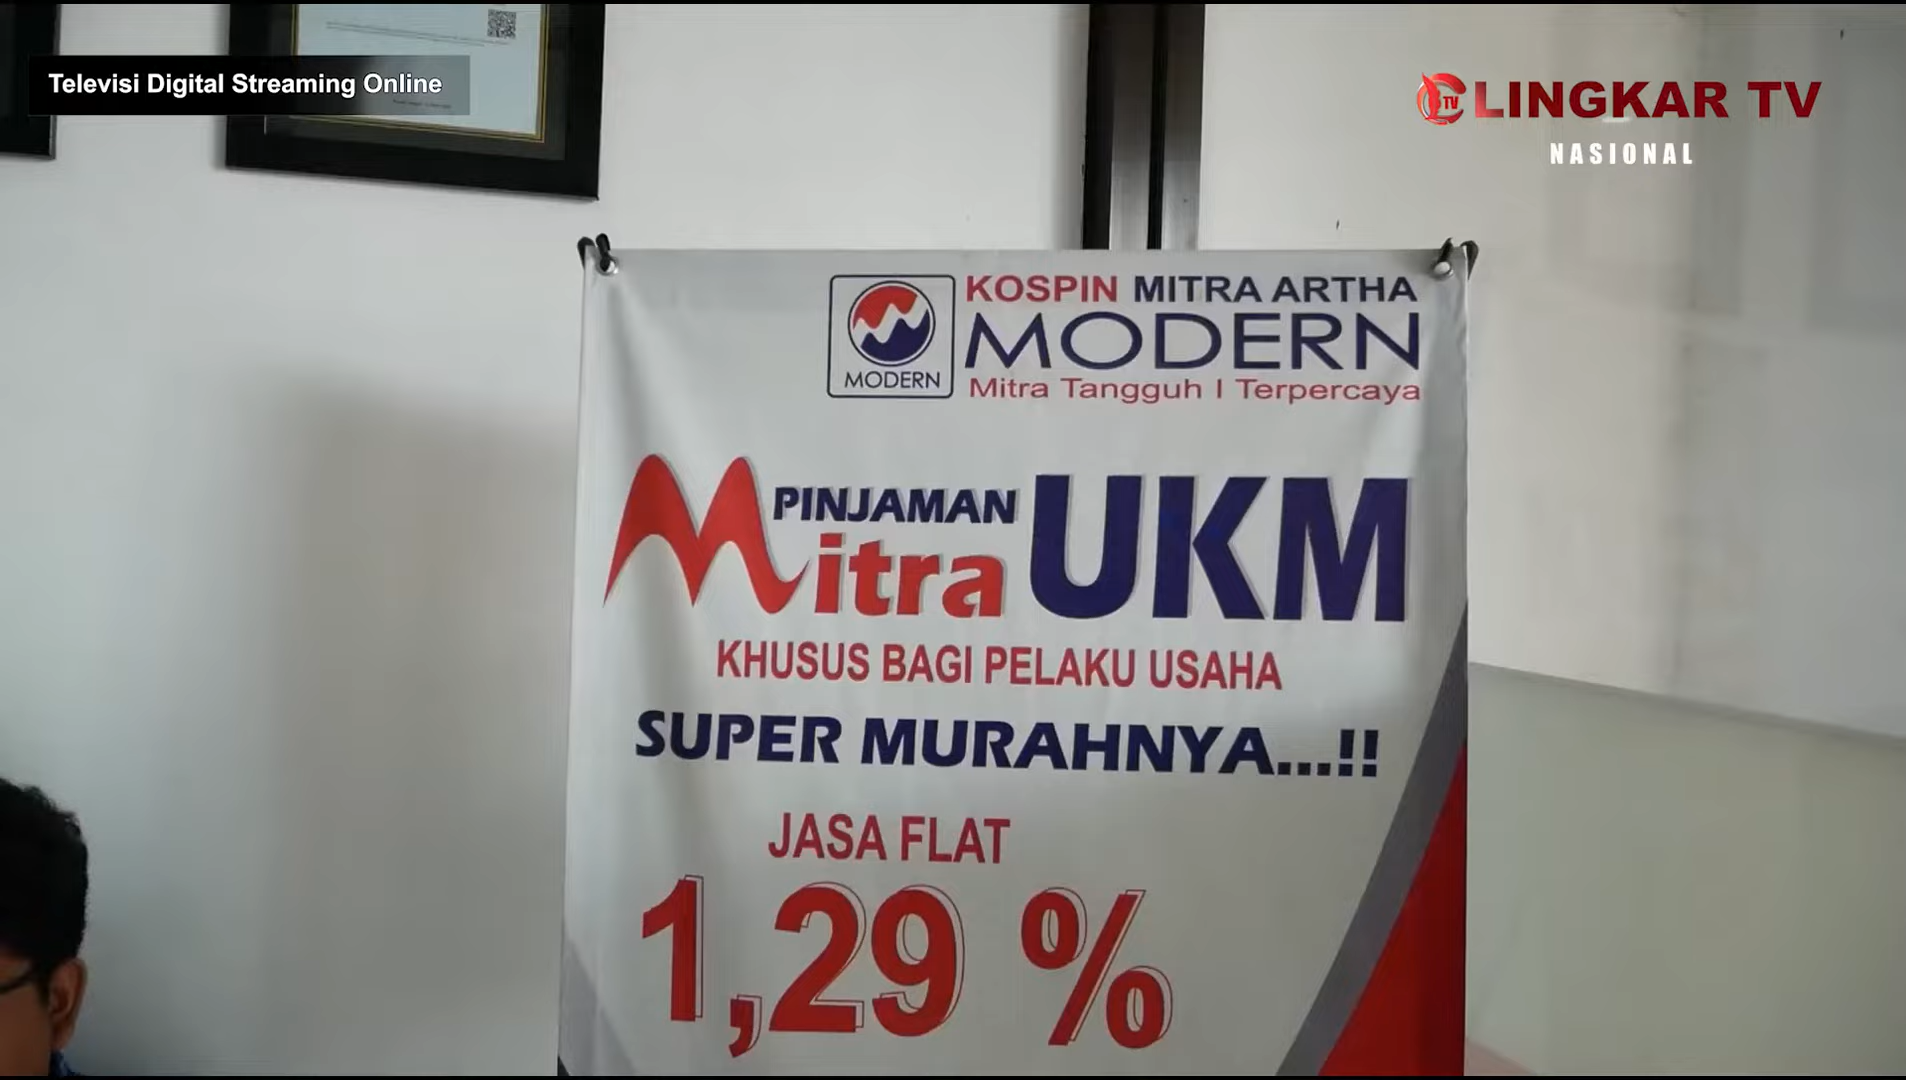 Televisi Digital Streaming Online
LINGKAR TV
NASIONAL
KOSPIN MITRA ARTHA
MODERN
MODERN
Mitra Tangguh I Terpercaya
PINJAMAN
Mitra UKM
KHUSUS BAGI PELAKU USAHA
SUPER MURAHNYA...!!
JASA FLAT
1,29 %